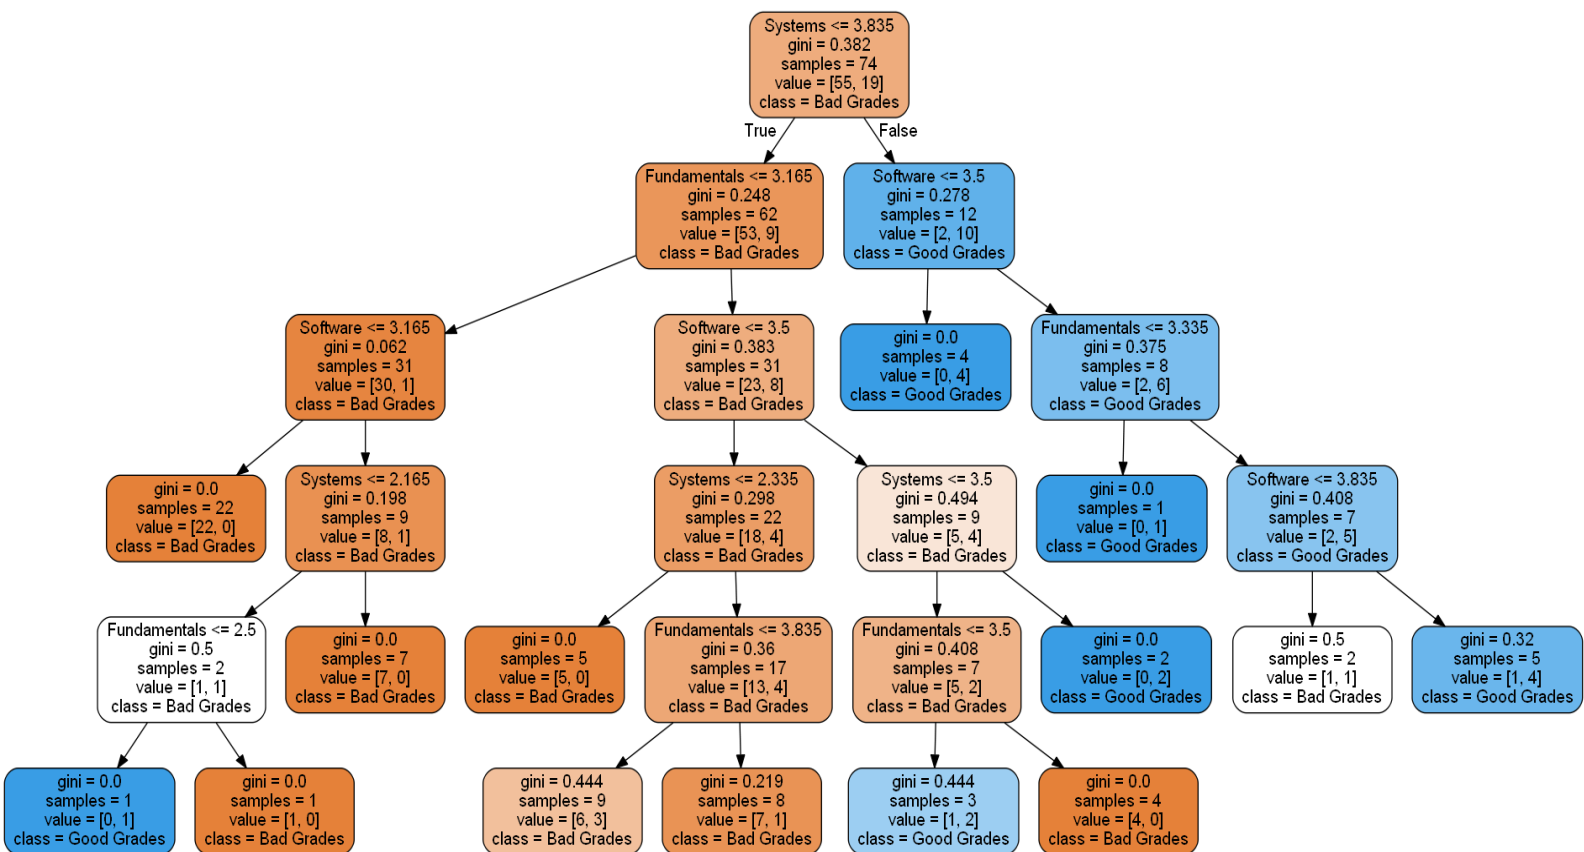 Systems <= 3.835
gini = 0.382
samples = 74
value = [55, 19]
class = Bad Grades
True
False
Fundamentals <= 3.165
gini = 0.248
samples = 62
value = [53, 9]
class = Bad Grades
Software <= 3.5
gini = 0.278
samples = 12
value = [2, 10]
class = Good Grades
Software <= 3.165
gini = 0.062
samples = 31
value = [30, 1]
class = Bad Grades
Software <= 3.5
gini = 0.383
samples = 31
value = [23, 8]
class = Bad Grades
gini = 0.0
samples = 4
value = [0, 4]
class = Good Grades
Fundamentals <= 3.335
gini = 0.375
samples = 8
value = [2, 6]
class = Good Grades
gini = 0.0
samples = 22
value = [22, 0]
class = Bad Grades
Systems <= 2.165
gini = 0.198
samples = 9
value = [8, 1]
class = Bad Grades
Systems <= 2.335
gini = 0.298
samples = 22
value = [18, 4]
class = Bad Grades
Systems <= 3.5
gini = 0.494
samples = 9
value = [5, 4]
class = Bad Grades
gini = 0.0
samples = 1
value = [0, 1]
class = Good Grades
Software <= 3.835
gini = 0.408
samples = 7
value = [2, 5]
class = Good Grades
Fundamentals <= 2.5
gini = 0.5
samples = 2
value = [1, 1]
class = Bad Grades
gini = 0.0
samples = 7
value = [7, 0]
class = Bad Grades
gini = 0.0
samples = 5
value = [5, 0]
class = Bad Grades
Fundamentals <= 3.835
gini = 0.36
samples = 17
value = [13, 4]
class = Bad Grades
Fundamentals <= 3.5
gini = 0.408
samples = 7
value = [5, 2]
class = Bad Grades
gini = 0.0
samples = 2
value = [0, 2]
class = Good Grades
gini = 0.5
samples = 2
value = [1, 1]
class = Bad Grades
gini = 0.32
samples = 5
value = [1, 4]
class = Good Grades
gini = 0.0
samples = 1
value = [0, 1]
class = Good Grades
gini = 0.0
samples = 1
value = [1, 0]
class = Bad Grades
gini = 0.444
samples = 9
value = [6, 3]
class = Bad Grades
gini = 0.219
samples = 8
value = [7, 1]
class = Bad Grades
gini = 0.444
samples = 3
value = [1, 2]
class = Good Grades
gini = 0.0
samples = 4
value = [4, 0]
class = Bad Grades